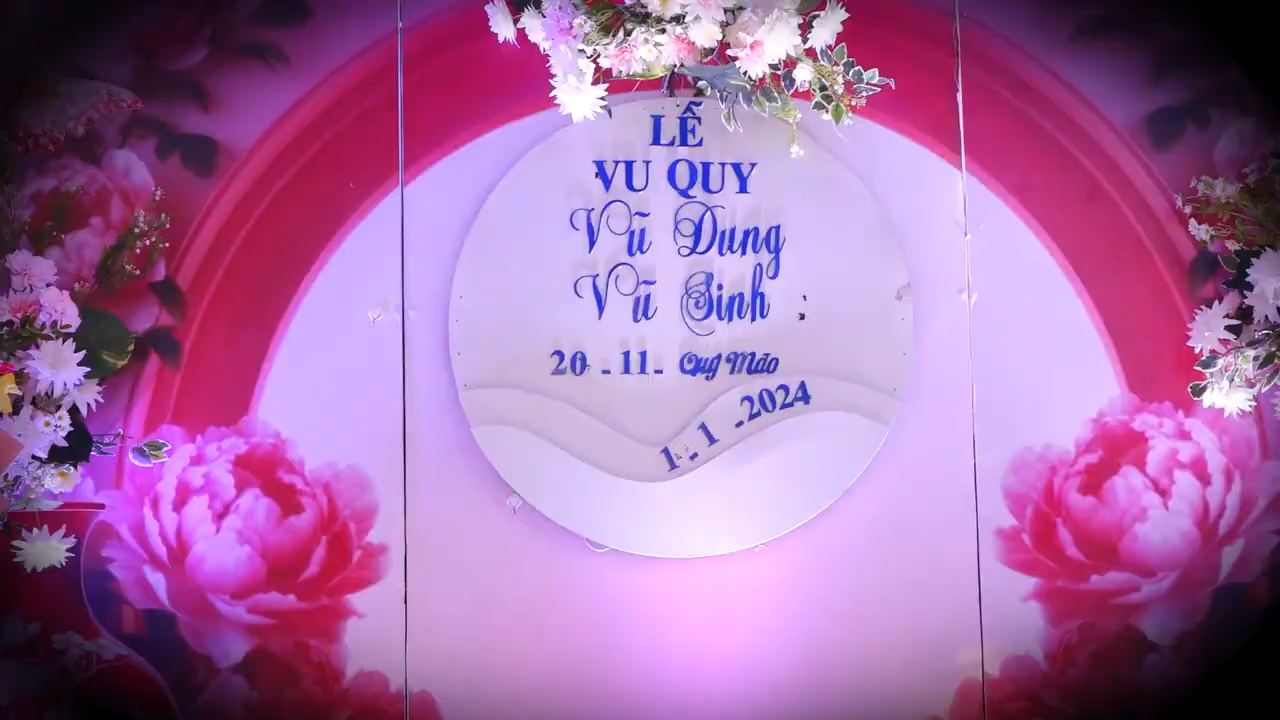 LỄ
VU QUY
Vũ Dung
Vũ Sinh
20 - 11 - Quý Mão
1 - 1 - 2024